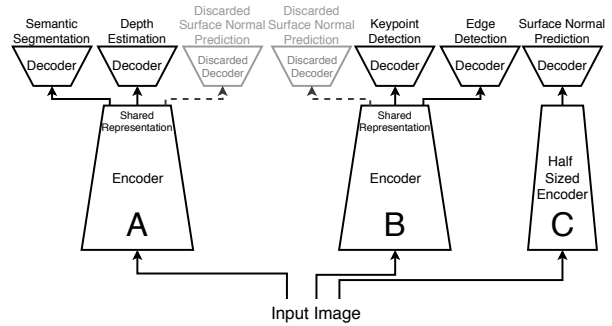 Semantic
Segmentation
Depth
Estimation
Discarded
Surface Normal
Prediction
Discarded
Surface Normal
Prediction
Keypoint
Detection
Edge
Detection
Surface Normal
Prediction
Decoder
Decoder
Discarded
Decoder
Discarded
Decoder
Decoder
Decoder
Decoder
Shared
Representation
Encoder
A
Shared
Representation
Encoder
B
Half
Sized
Encoder
C
Input Image